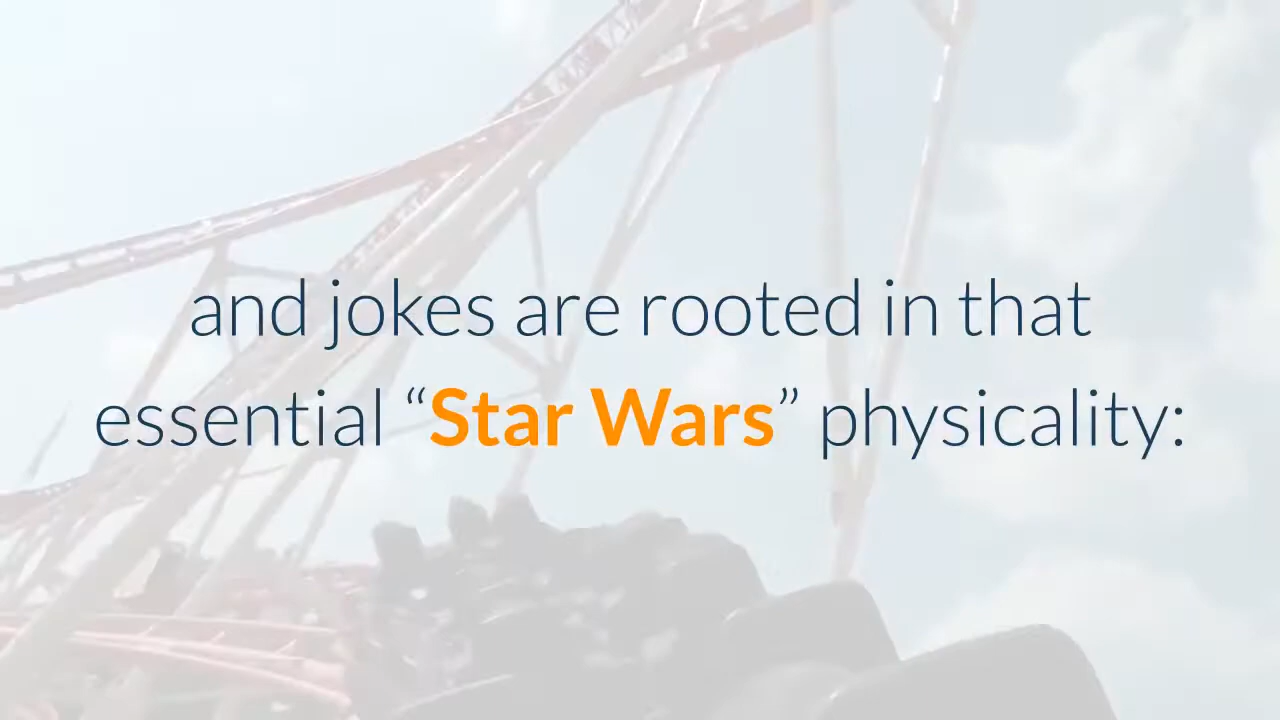 and jokes are rooted in that
essential “Star Wars” physicality: